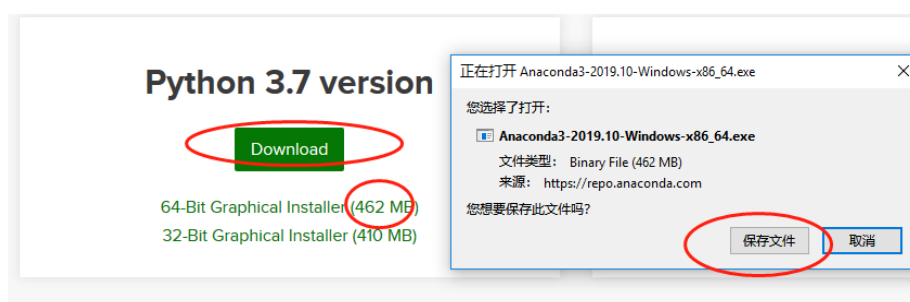 Python 3.7 version
Download
64-Bit Graphical Installer (462 MB)
32-Bit Graphical Installer (410 MB)
正在打开 Anaconda3-2019.10-Windows-x86_64.exe
您选择了打开：
Anaconda3-2019.10-Windows-x86_64.exe
文件类型： Binary File (462 MB)
来源： https://repo.anaconda.com
您想要保存此文件吗?
保存文件 取消